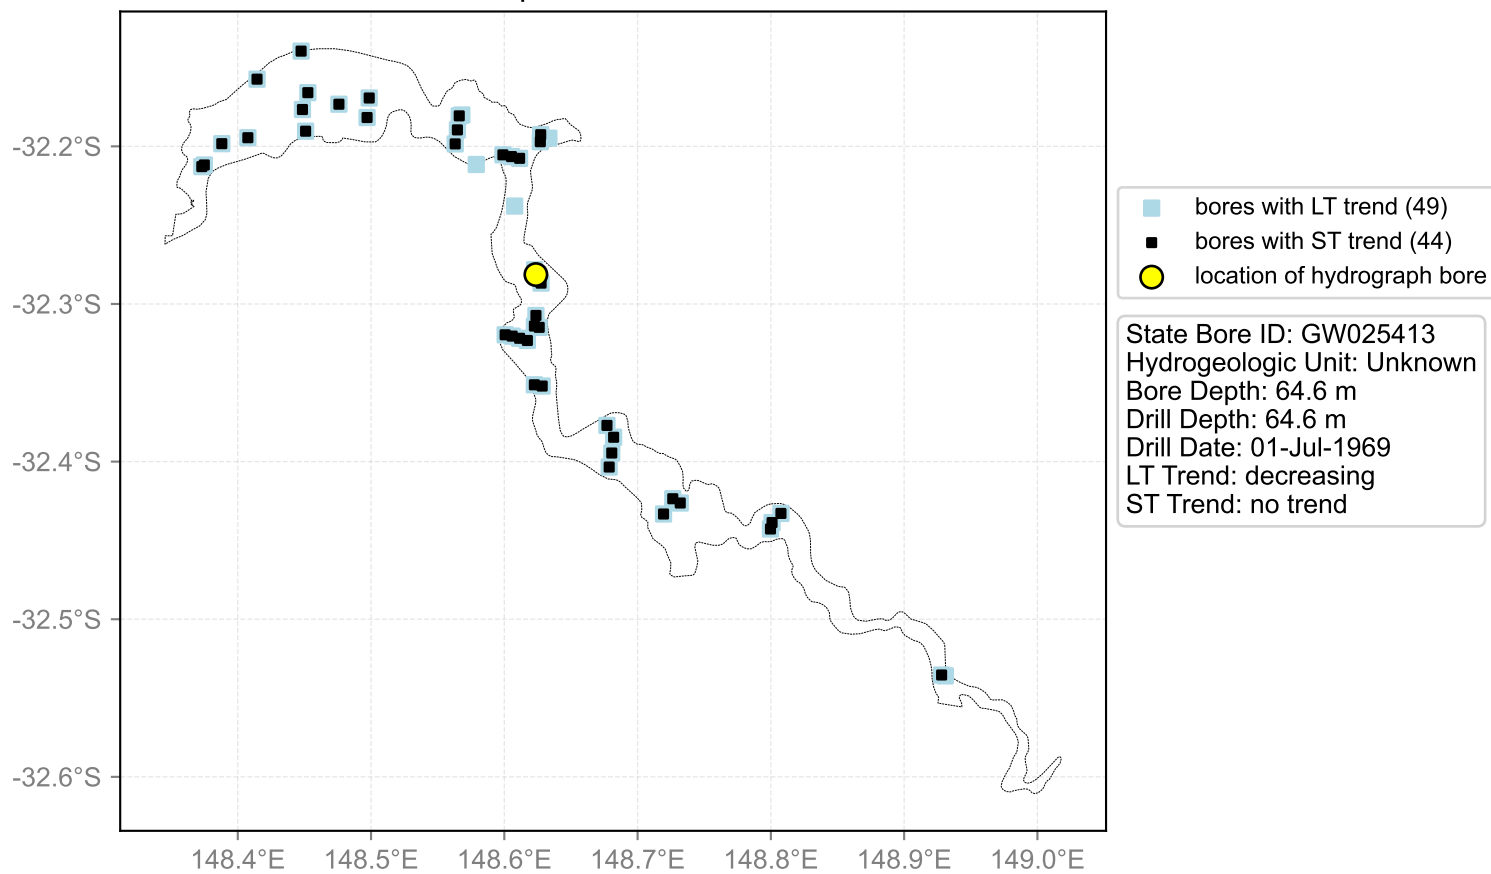 -32.2°S
-32.3°S
-32.4°S
-32.5°S
-32.6°S
148.4°E 148.5°E 148.6°E 148.7°E 148.8°E 148.9°E 149.0°E
bores with LT trend (49)
bores with ST trend (44)
location of hydrograph bore
State Bore ID: GW025413
Hydrogeologic Unit: Unknown
Bore Depth: 64.6 m
Drill Depth: 64.6 m
Drill Date: 01-Jul-1969
LT Trend: decreasing
ST Trend: no trend